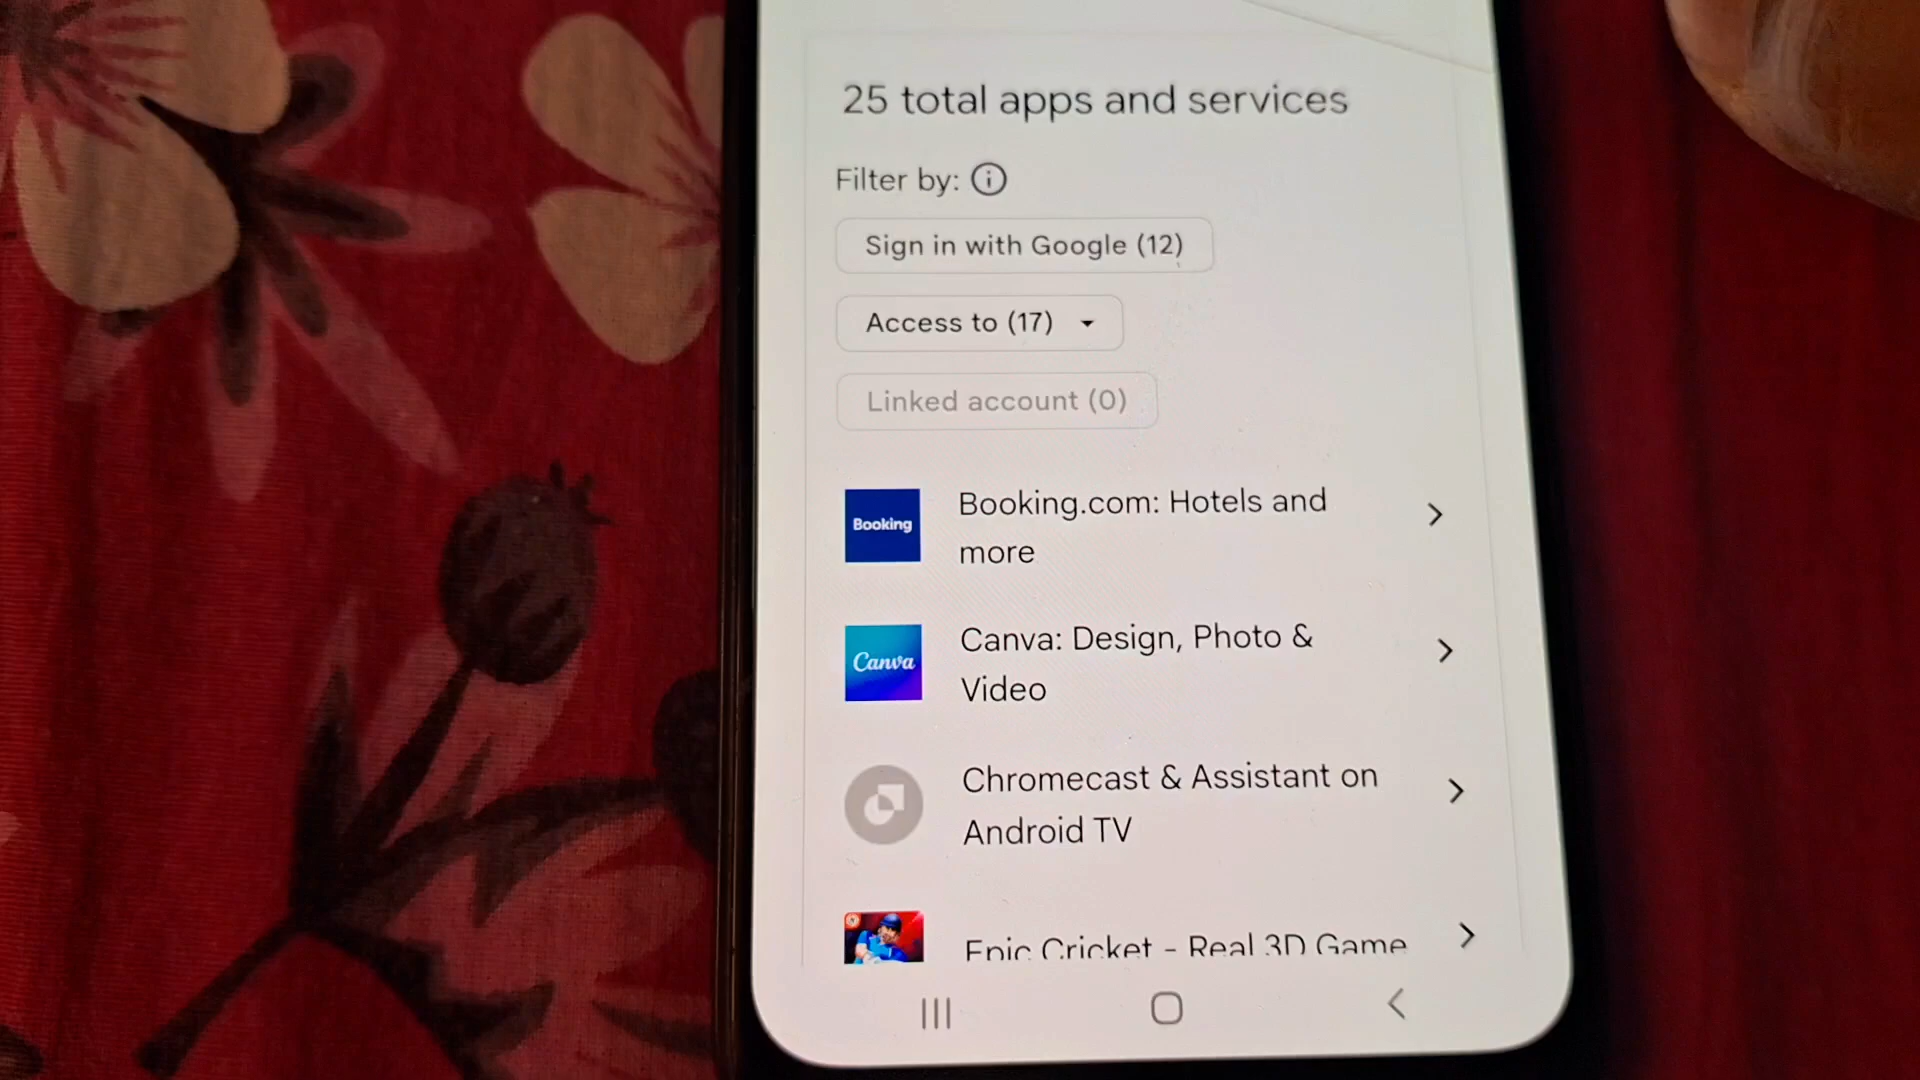 25 total apps and services
Filter by:
Sign in with Google (12)
Access to (17)
Linked account (0)
Booking
Booking.com: Hotels and
more
Canva
Canva: Design, Photo &
Video
Chromecast & Assistant on
Android TV
Epic Cricket - Real 3D Game